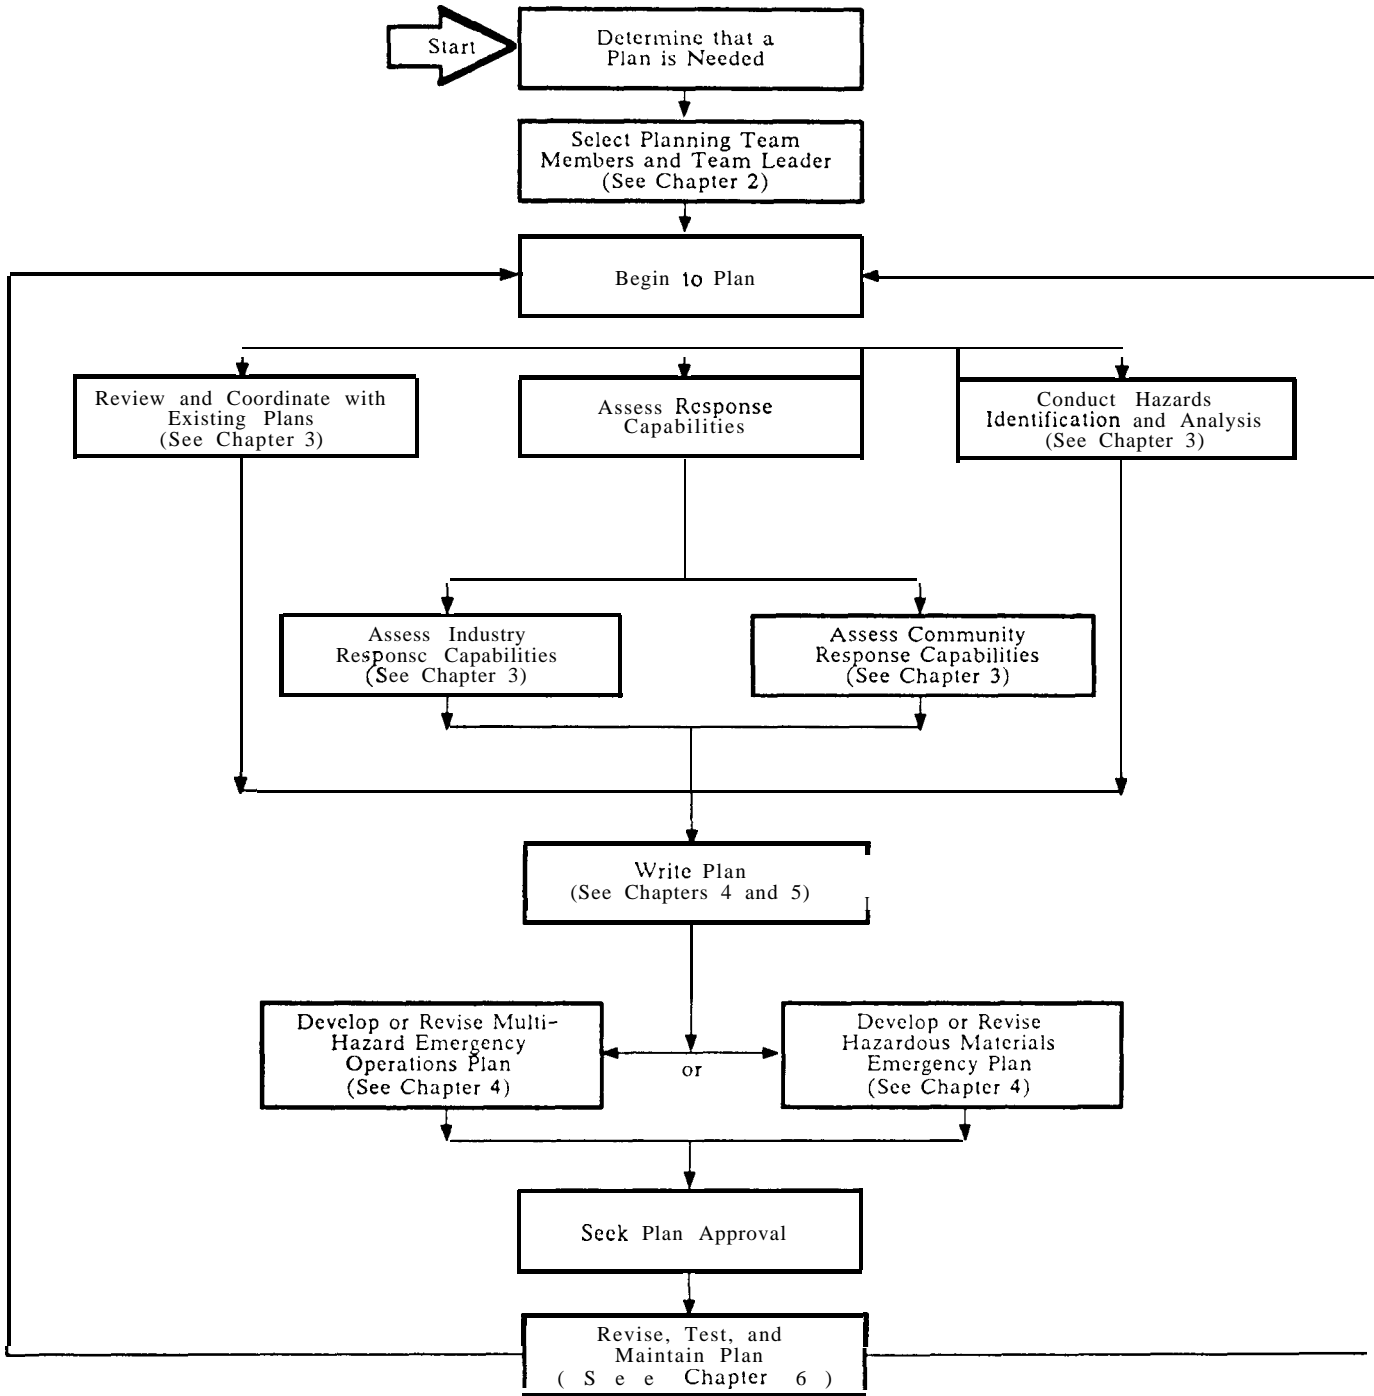 Start
Determine that a
Plan is Needed
Select Planning Team
Members and Team Leader
(See Chapter 2)
Begin to Plan
Review and Coordinate with
Existing Plans
(See Chapter 3)
Assess Response
Capabilities
Conduct Hazards
Identification and Analysis
(See Chapter 3)
Assess Industry
Response Capabilities
(See Chapter 3)
Assess Community
Response Capabilities
(See Chapter 3)
Write Plan
(See Chapters 4 and 5)
Develop or Revise Multi-
Hazard Emergency
Operations Plan
(See Chapter 4)
or
Develop or Revise
Hazardous Materials
Emergency Plan
(See Chapter 4)
Seek Plan Approval
Revise, Test, and
Maintain Plan
(See Chapter 6)